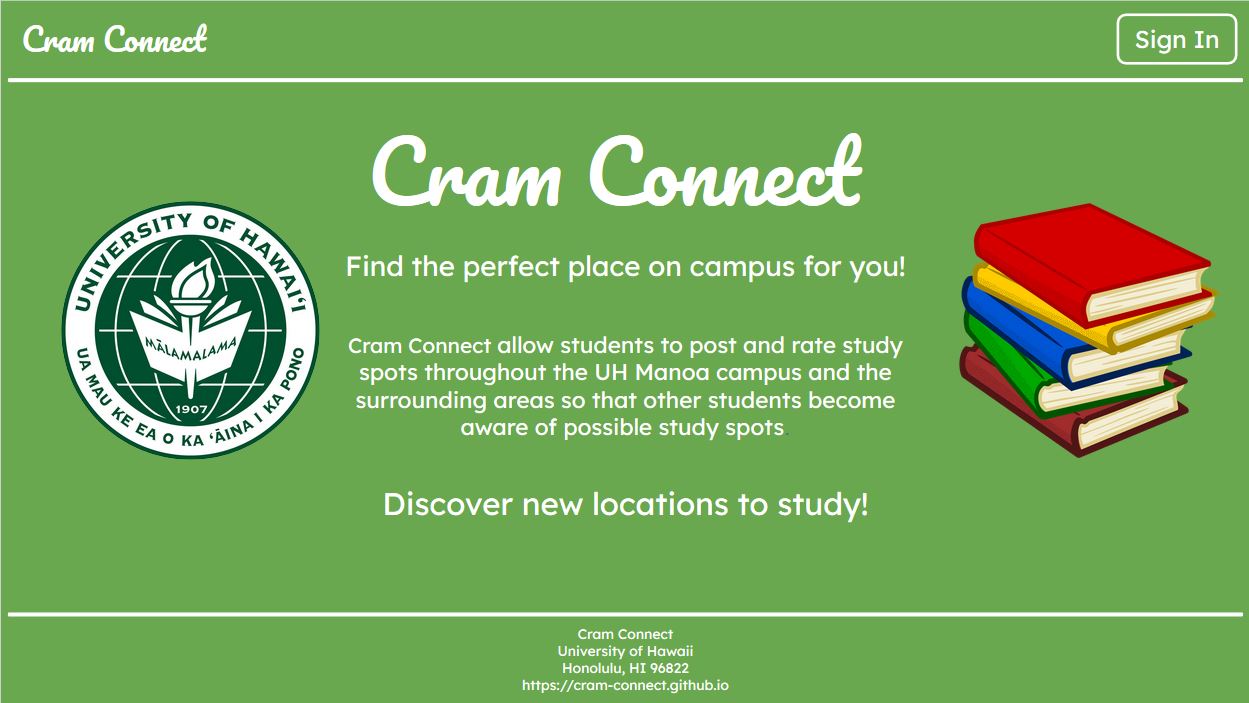 Cram Connect
Sign In
Cram Connect
Find the perfect place on campus for you!
UNIVERSITY OF HAWAIʻI
MĀLAMALAMA
1907
UA MAU KE EA O KA ʻĀINA I KA PONO
Cram Connect allow students to post and rate study
spots throughout the UH Manoa campus and the
surrounding areas so that other students become
aware of possible study spots.
Discover new locations to study!
Cram Connect
University of Hawaii
Honolulu, HI 96822
https://cram-connect.github.io